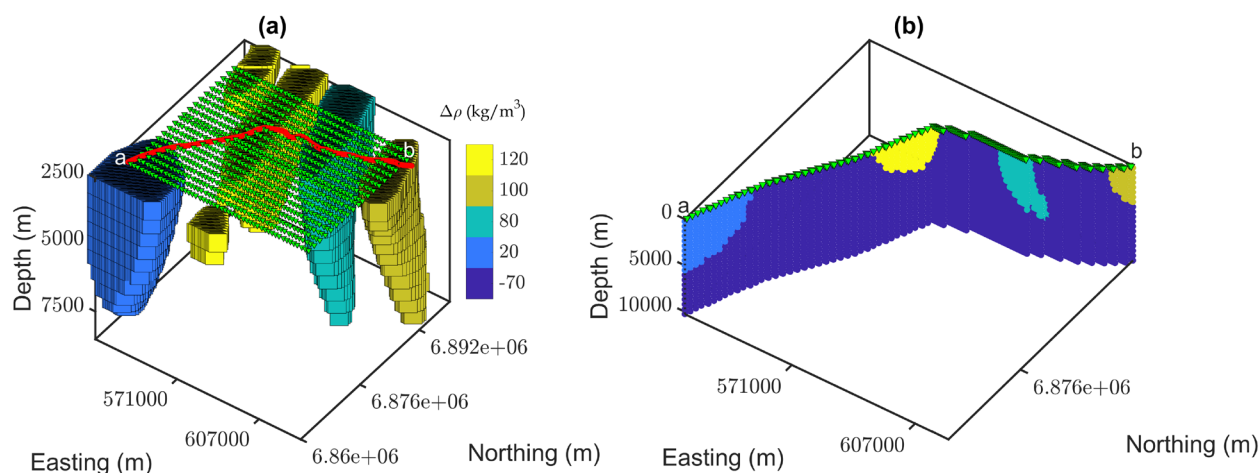 (a)
Δρ (kg/m³)
120
100
80
20
-70
a
b
2500
5000
7500
Depth (m)
571000
607000
Easting (m)
6.86e+06
6.876e+06
6.892e+06
Northing (m)
(b)
a
b
0
5000
10000
Depth (m)
571000
607000
Easting (m)
6.876e+06
Northing (m)